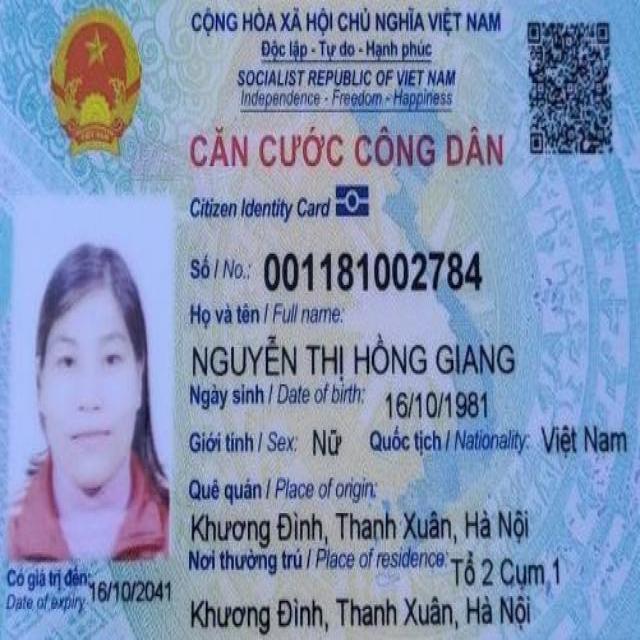 CỘNG HÒA XÃ HỘI CHỦ NGHĨA VIỆT NAM
Độc lập - Tự do - Hạnh phúc
SOCIALIST REPUBLIC OF VIET NAM
Independence - Freedom - Happiness
CĂN CƯỚC CÔNG DÂN
Citizen Identity Card
Số / No.: 001181002784
Họ và tên / Full name:
NGUYỄN THỊ HỒNG GIANG
Ngày sinh / Date of birth: 16/10/1981
Giới tính / Sex: Nữ Quốc tịch / Nationality: Việt Nam
Quê quán / Place of origin:
Khương Đình, Thanh Xuân, Hà Nội
Nơi thường trú / Place of residence: Tổ 2 Cụm 1
Khương Đình, Thanh Xuân, Hà Nội
Có giá trị đến: 16/10/2041
Date of expiry
VIỆT NAM